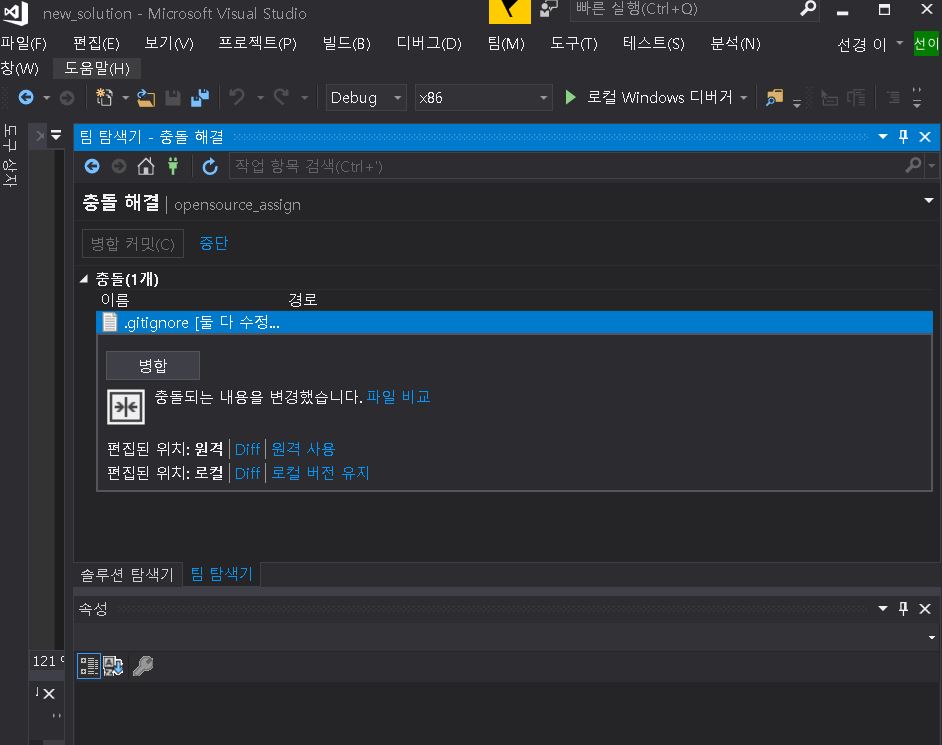 new_solution - Microsoft Visual Studio
빠른 실행(Ctrl+Q)
파일(F) 편집(E) 보기(V) 프로젝트(P) 빌드(B) 디버그(D) 팀(M) 도구(T) 테스트(S) 분석(N) 선경 이 선이
창(W) 도움말(H)
Debug x86 로컬 Windows 디버거
도구 상자
팀 탐색기 - 충돌 해결
작업 항목 검색(Ctrl+')
충돌 해결 | opensource_assign
병합 커밋(C) 중단
충돌(1개)
이름 경로
.gitignore [둘 다 수정...
병합
충돌되는 내용을 변경했습니다. 파일 비교
편집된 위치: 원격 | Diff | 원격 사용
편집된 위치: 로컬 | Diff | 로컬 버전 유지
솔루션 탐색기 팀 탐색기
속성
121